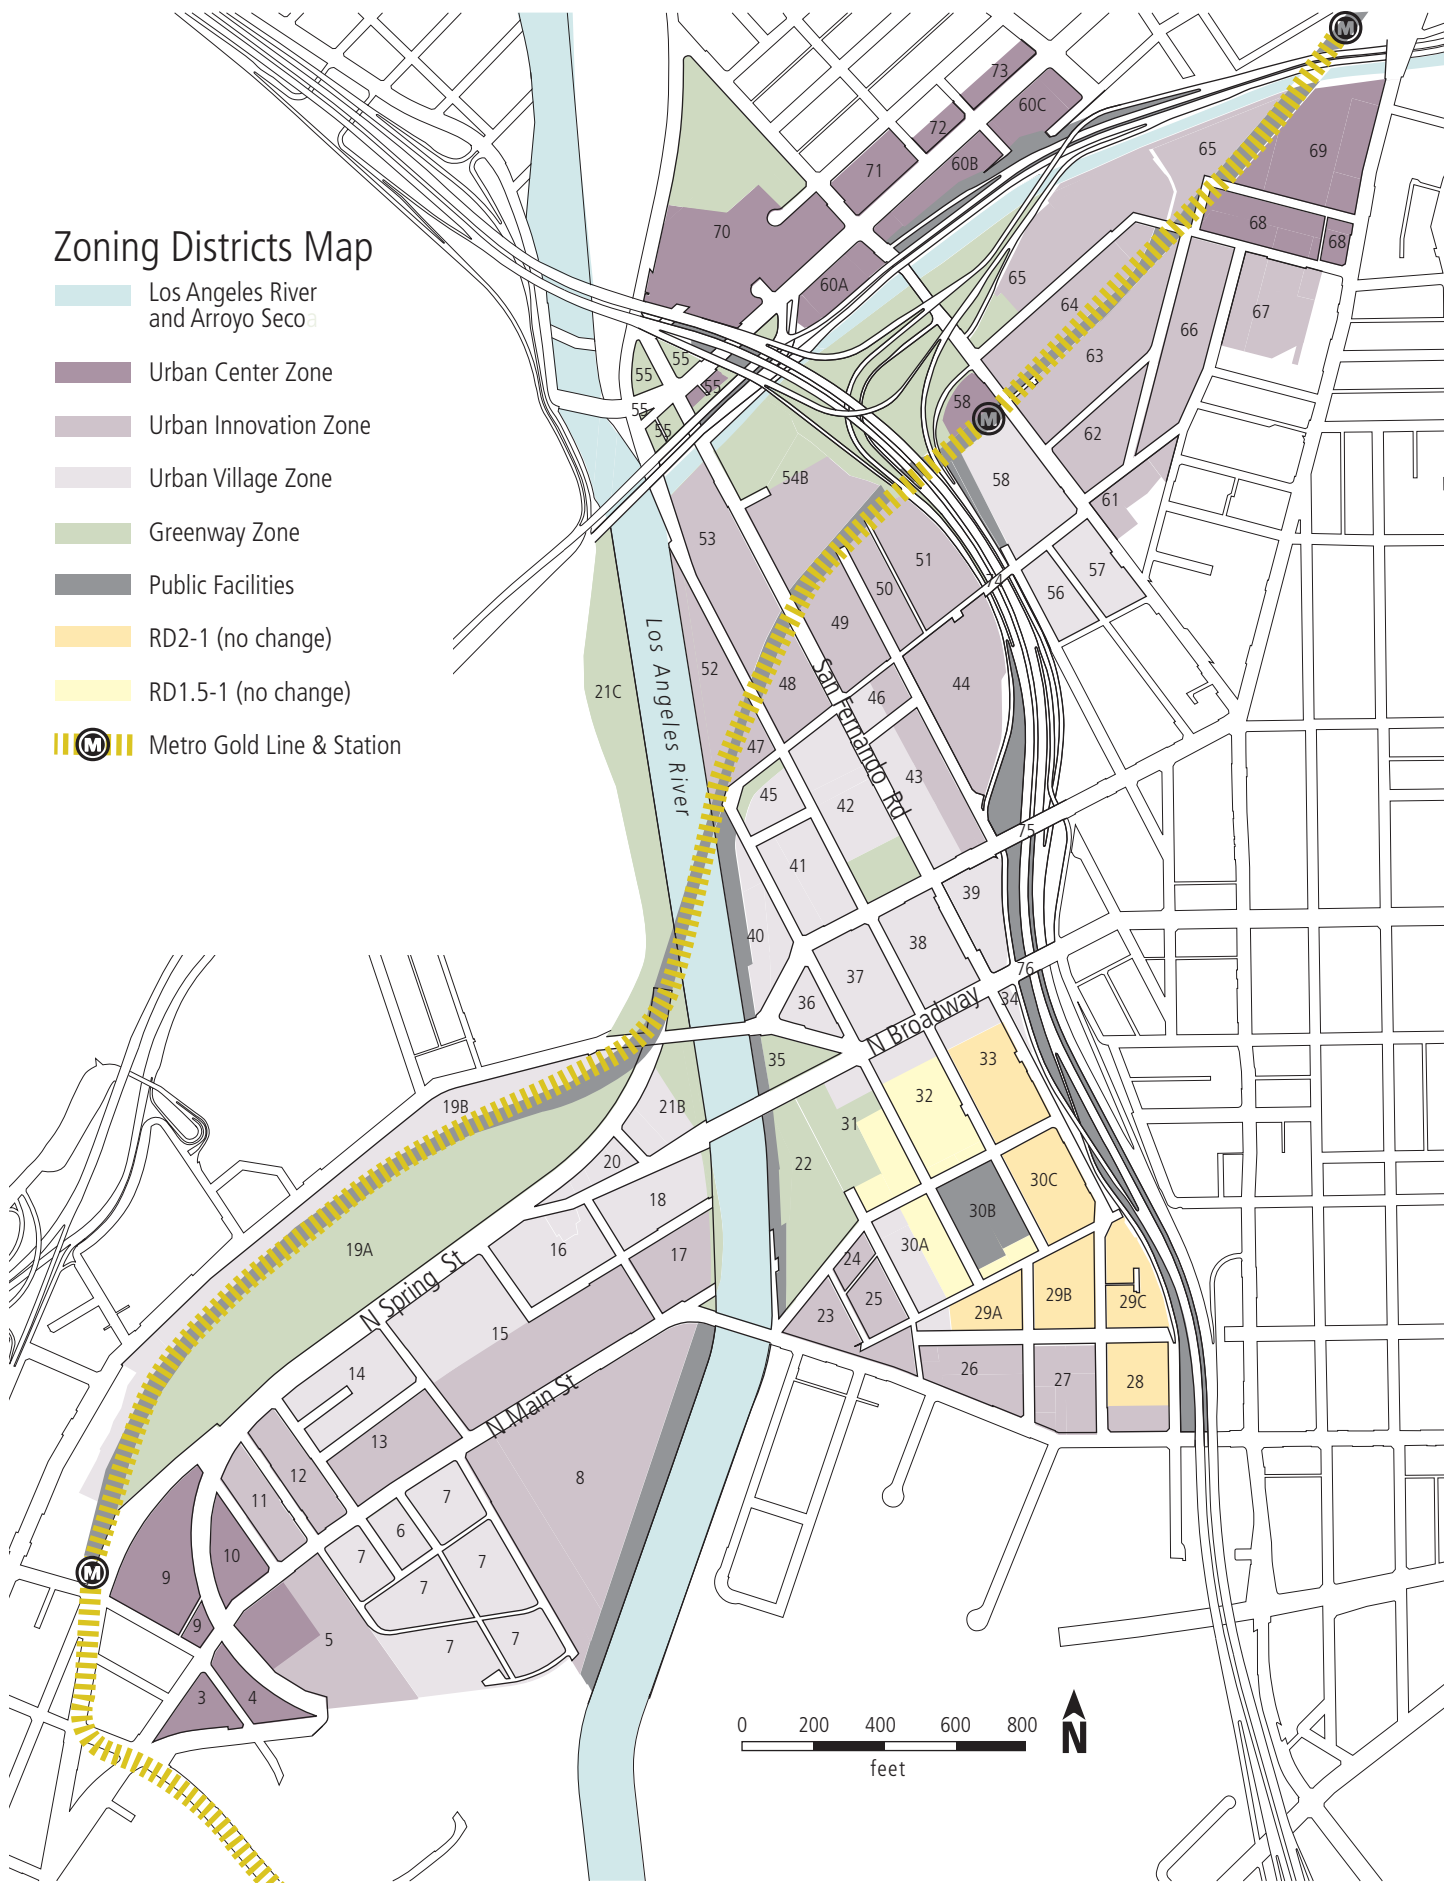 M
73
60C
72
60B
71
65
69
70
68
68
Zoning Districts Map
Los Angeles River
and Arroyo Secoa
Urban Center Zone
Urban Innovation Zone
Urban Village Zone
Greenway Zone
Public Facilities
RD2-1 (no change)
RD1.5-1 (no change)
M
Metro Gold Line & Station
60A
65
64
67
66
63
55
55
55
55
55
58
M
62
54B
58
61
53
51
57
74
50
56
49
Los Angeles River
San Fernando Rd
52
48
44
46
21C
47
43
45
42
75
41
39
40
38
76
37
36
34
N Broadway
35
33
32
19B
21B
31
20
22
30C
18
30B
19A
16
17
30A
24
N Spring St
25
29B
29C
23
29A
15
14
26
27
28
N Main St
13
12
8
11
7
6
10
7
7
9
7
9
5
7
7
3
4
0 200 400 600 800
feet
N
M